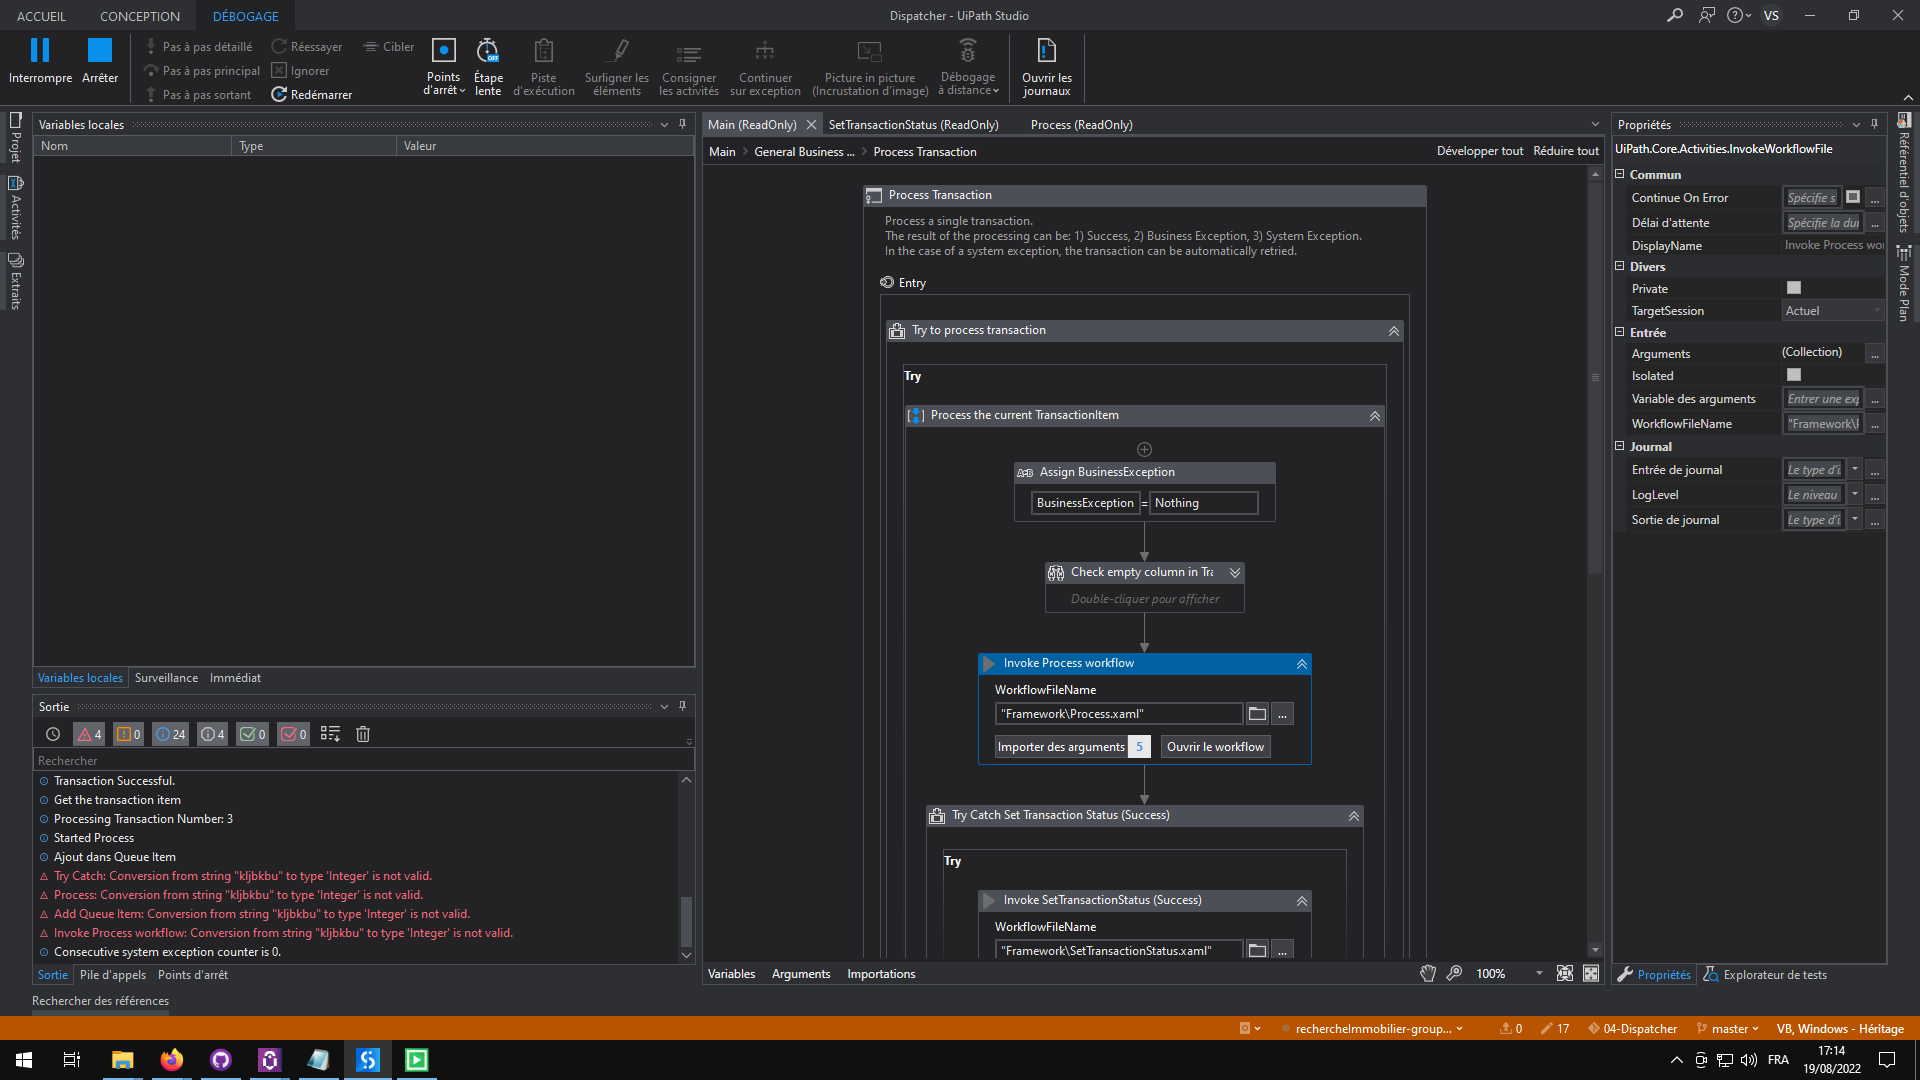 ACCUEIL CONCEPTION DÉBOGAGE
Dispatcher - UiPath Studio
VS
Interrompre
Arrêter
Pas à pas détaillé
Pas à pas principal
Pas à pas sortant
Réessayer
Ignorer
Redémarrer
Cibler
Points d'arrêt
Étape lente
OFF
Piste d'exécution
Surligner les éléments
Consigner les activités
Continuer sur exception
Picture in picture (Incrustation d'image)
Débogage à distance
Ouvrir les journaux
Projet
Activités
Extraits
Variables locales
Nom Type Valeur
Variables locales Surveillance Immédiat
Sortie
4 0 24 4 0 0
Rechercher
Transaction Successful.
Get the transaction item
Processing Transaction Number: 3
Started Process
Ajout dans Queue Item
Try Catch: Conversion from string "kljbkbu" to type 'Integer' is not valid.
Process: Conversion from string "kljbkbu" to type 'Integer' is not valid.
Add Queue Item: Conversion from string "kljbkbu" to type 'Integer' is not valid.
Invoke Process workflow: Conversion from string "kljbkbu" to type 'Integer' is not valid.
Consecutive system exception counter is 0.
Sortie Pile d'appels Points d'arrêt
Rechercher des références
Main (ReadOnly) SetTransactionStatus (ReadOnly) Process (ReadOnly)
Main General Business ... Process Transaction
Développer tout Réduire tout
Process Transaction
Process a single transaction.
The result of the processing can be: 1) Success, 2) Business Exception, 3) System Exception.
In the case of a system exception, the transaction can be automatically retried.
Entry
Try to process transaction
Try
Process the current TransactionItem
Assign BusinessException
BusinessException = Nothing
Check empty column in Tra
Double-cliquer pour afficher
Invoke Process workflow
WorkflowFileName
"Framework\Process.xaml" ...
Importer des arguments 5 Ouvrir le workflow
Try Catch Set Transaction Status (Success)
Try
Invoke SetTransactionStatus (Success)
WorkflowFileName
"Framework\SetTransactionStatus.xaml" ...
Variables Arguments Importations
100%
Propriétés
UiPath.Core.Activities.InvokeWorkflowFile
Commun
Continue On Error Spécifie s ...
Délai d'attente Spécifie la dur ...
DisplayName Invoke Process wor
Divers
Private
TargetSession Actuel
Entrée
Arguments (Collection) ...
Isolated
Variable des arguments Entrer une exp ...
WorkflowFileName "Framework\P ...
Journal
Entrée de journal Le type d'i ...
LogLevel Le niveau ...
Sortie de journal Le type d'i ...
Propriétés Explorateur de tests
Référentiel d'objets
Mode Plan
rechercheImmobilier-group... 0 17 04-Dispatcher master VB, Windows - Héritage
FRA
17:14
19/08/2022